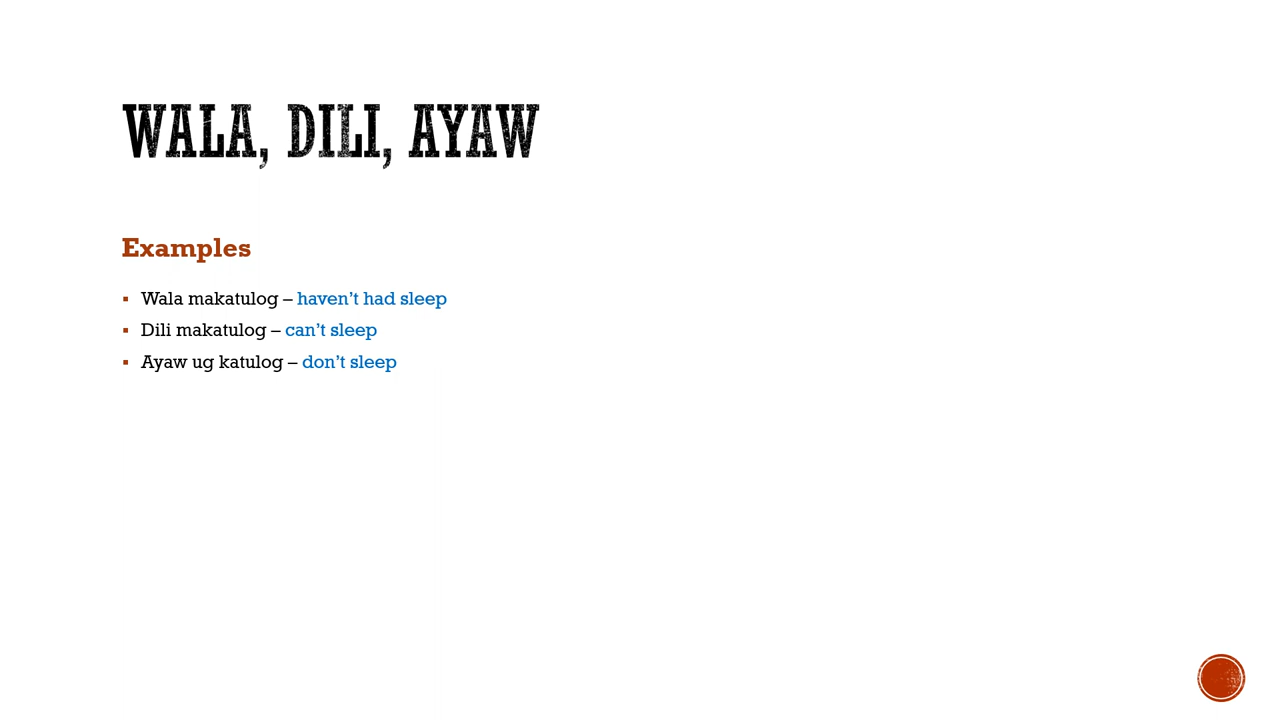 WALA, DILI, AYAW
Examples
▪ Wala makatulog – haven't had sleep
▪ Dili makatulog – can't sleep
▪ Ayaw ug katulog – don't sleep